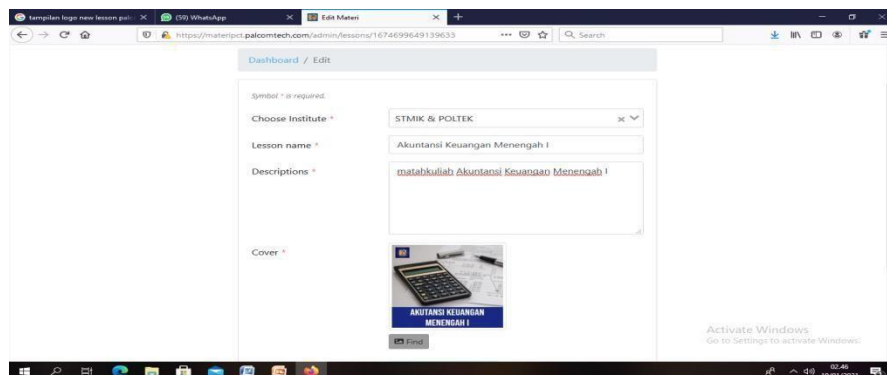 tampilan logo new lesson pal
(59) WhatsApp
Edit Materi
https://materipct.palcomtech.com/admin/lessons/1674699649139633
Search
Dashboard / Edit
Symbol * is required.
Choose Institute *
STMIK & POLTEK
Lesson name *
Akuntansi Keuangan Menengah I
Descriptions *
matahkuliah Akuntansi Keuangan Menengah I
Cover *
AKUTANSI KEUANGAN
MENENGAH I
Find
Activate Windows
Go to Settings to activate Windows.
02.46